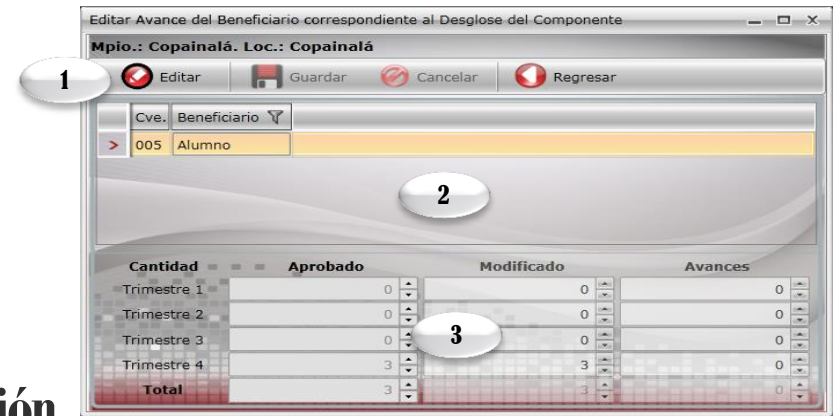 Editar Avance del Beneficiario correspondiente al Desglose del Componente
Mpio.: Copainalá. Loc.: Copainalá
1 Editar Guardar Cancelar Regresar
Cve. Beneficiario
> 005 Alumno
2
Cantidad Aprobado Modificado Avances
Trimestre 1 0 0 0
Trimestre 2 0 0 0
Trimestre 3 0 3 0 0
Trimestre 4 3 3 0
Total 3 3 0
ión